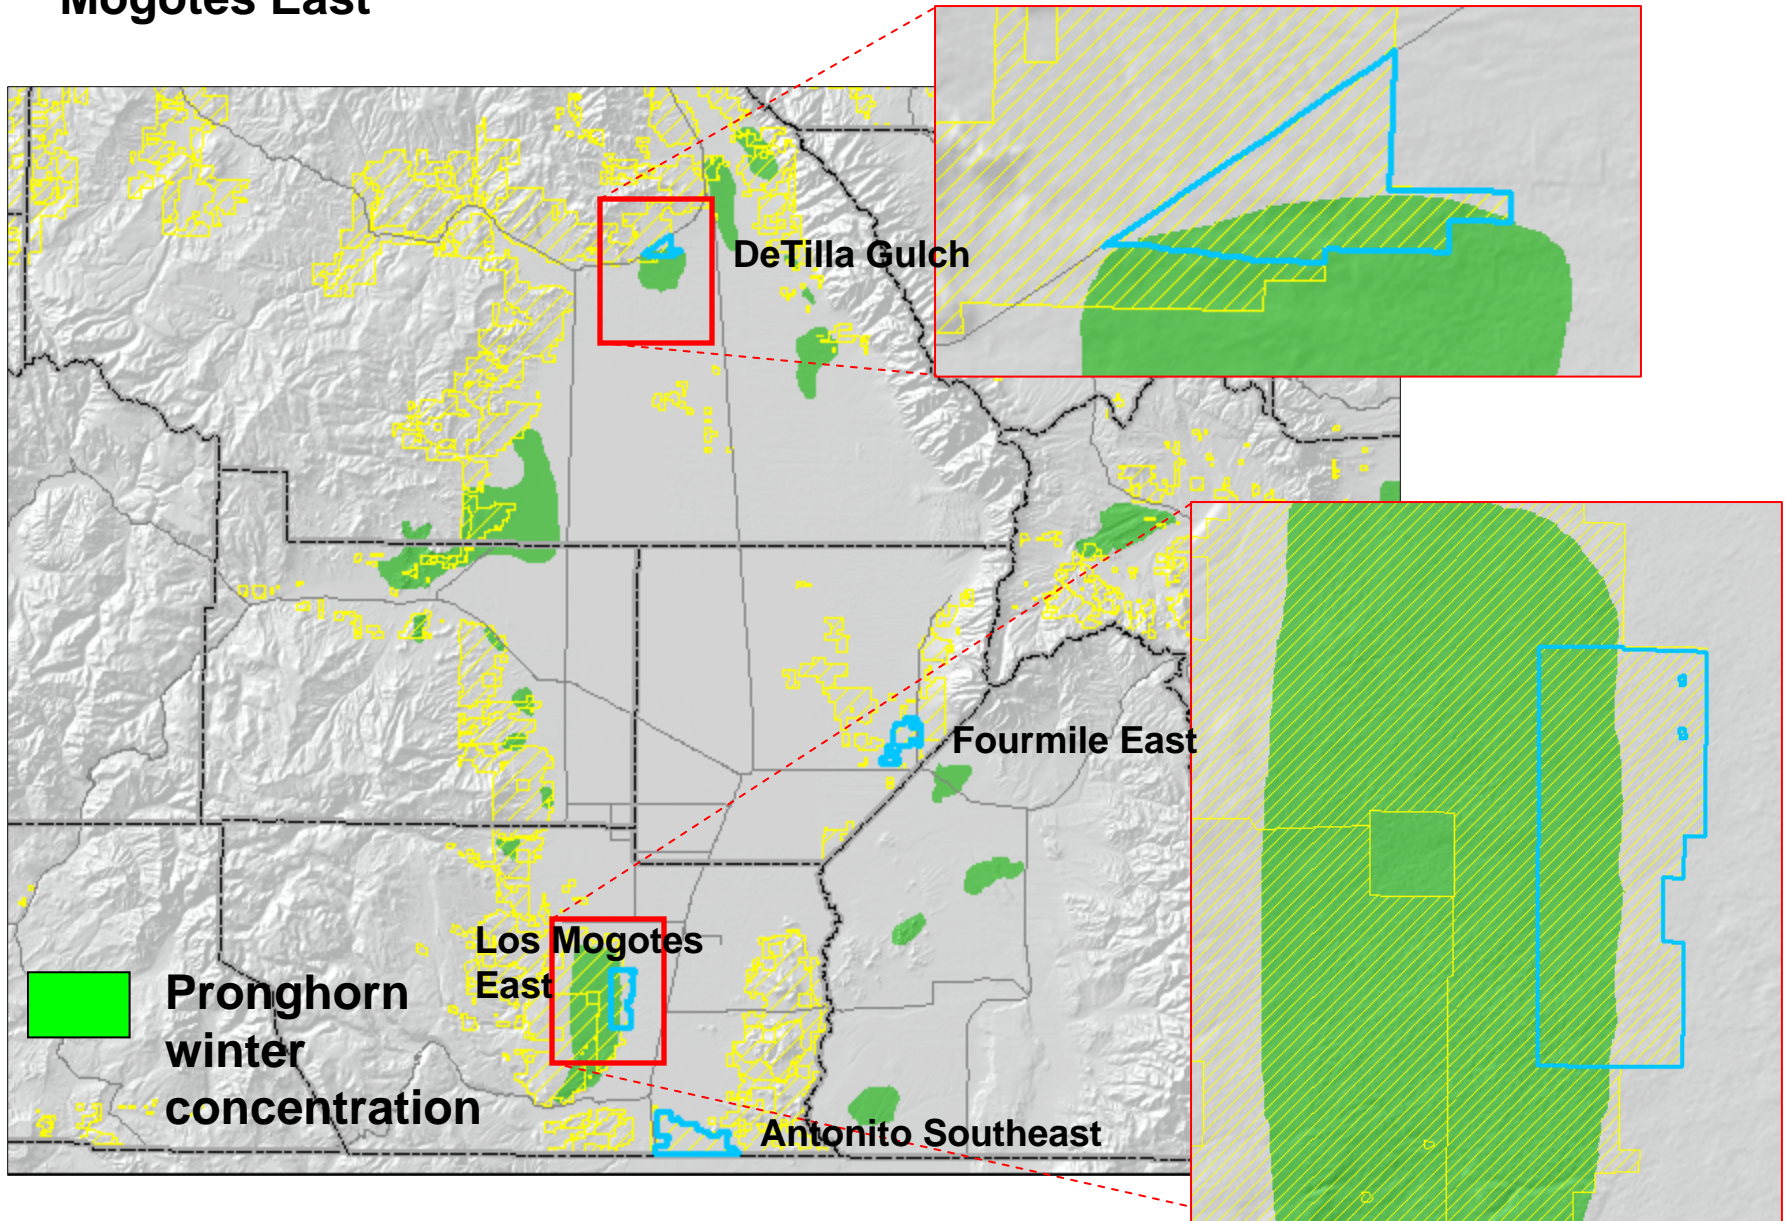 Mogotes East
DeTilla Gulch
Fourmile East
Los Mogotes
East
Pronghorn
winter
concentration
Antonito Southeast